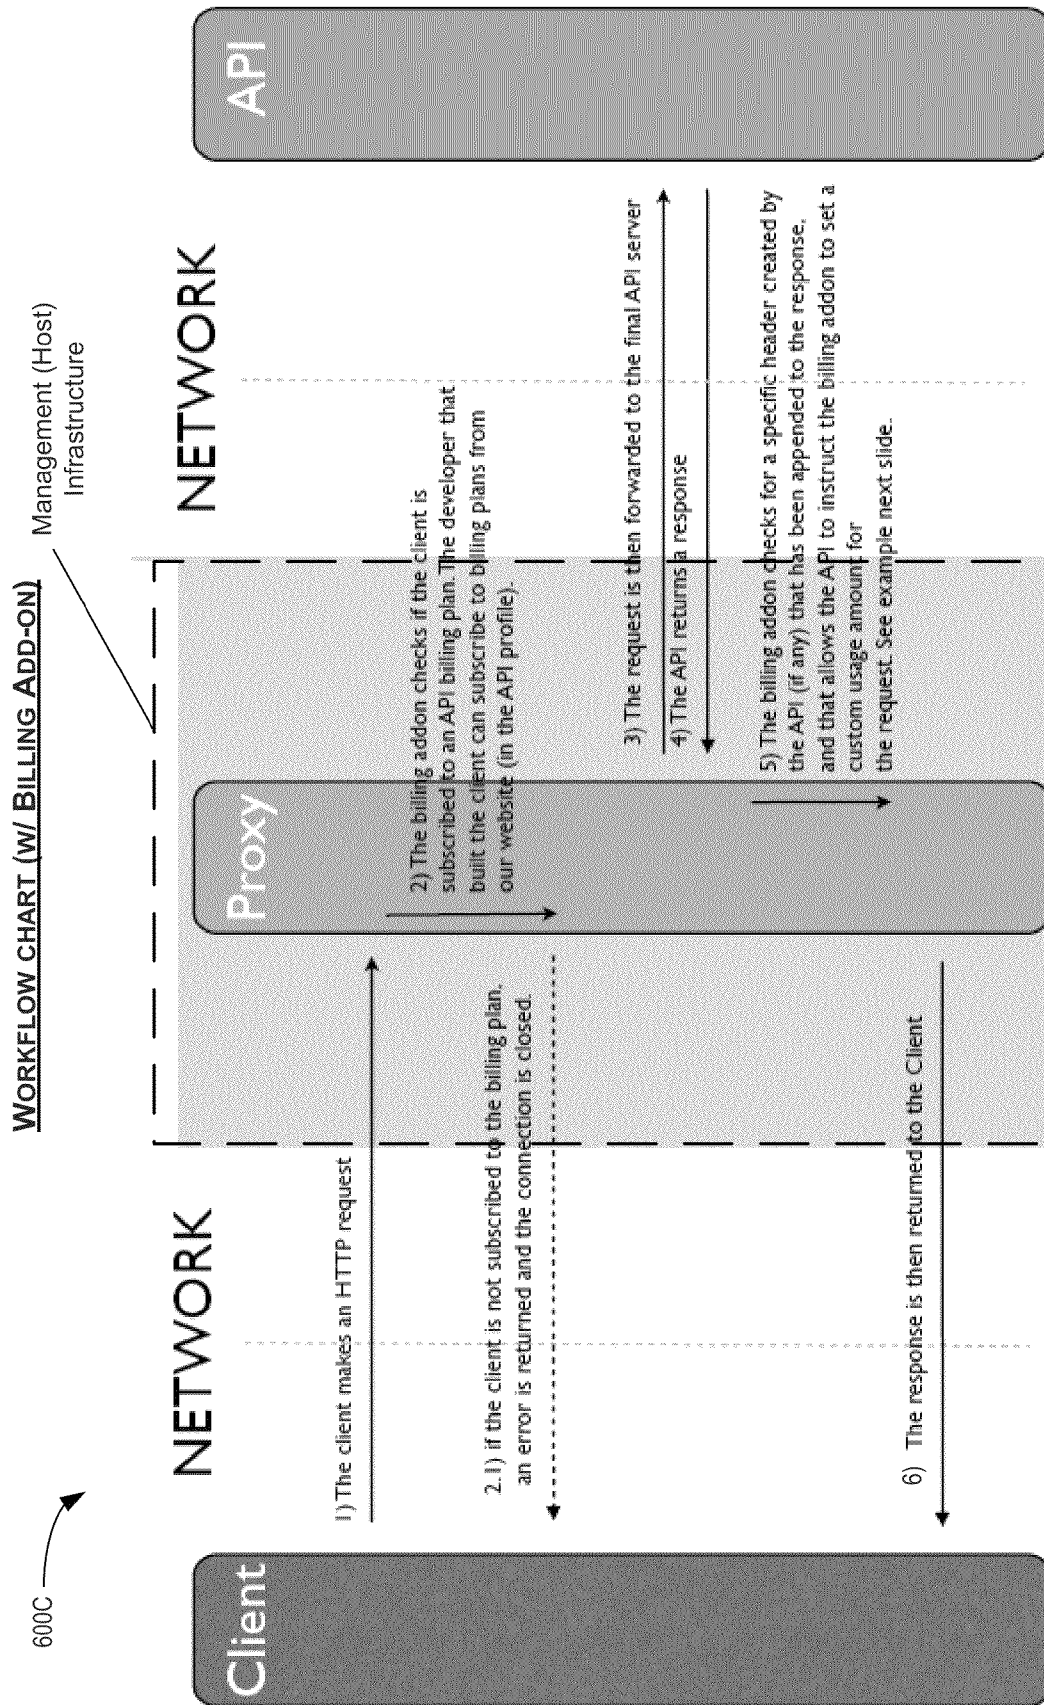 WORKFLOW CHART (W/ BILLING ADD-ON)
600C
Management (Host)
Infrastructure
NETWORK
NETWORK
Client
Proxy
API
1) The client makes an HTTP request
2) The billing addon checks if the client is
subscribed to an API billing plan. The developer that
built the client can subscribe to billing plans from
our website (in the API profile).
2.1) if the client is not subscribed to the billing plan,
an error is returned and the connection is closed.
3) The request is then forwarded to the final API server
4) The API returns a response
5) The billing addon checks for a specific header created by
the API (if any) that has been appended to the response,
and that allows the API to instruct the billing addon to set a
custom usage amount for
the request. See example next slide.
6) The response is then returned to the Client